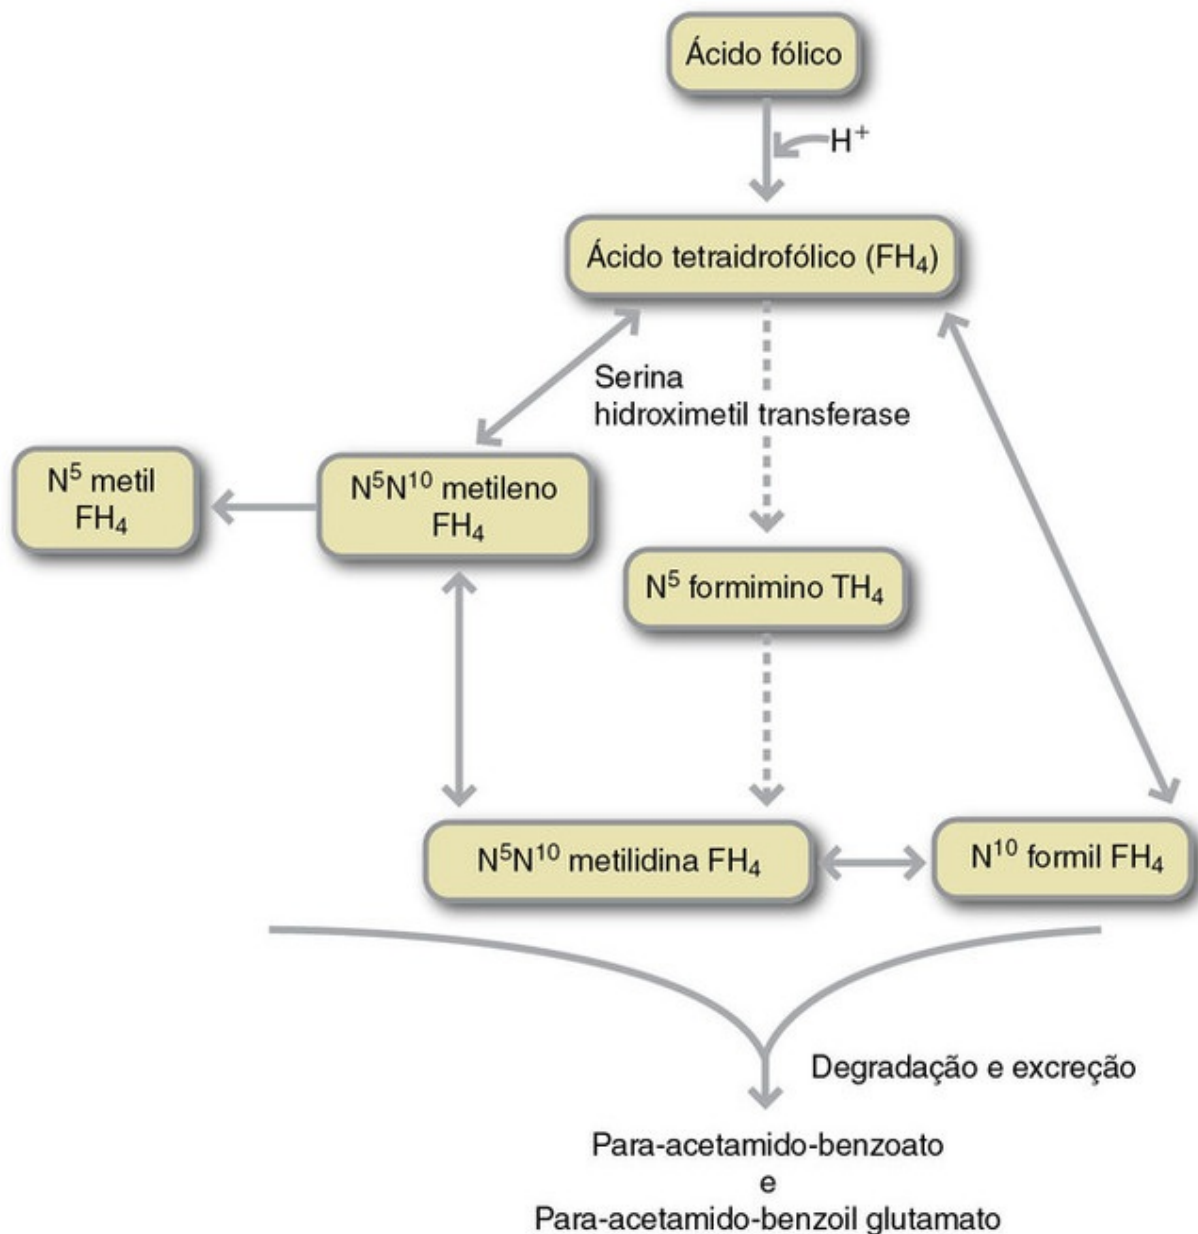 Ácido fólico
H⁺
Ácido tetraidrofólico (FH₄)
Serina
hidroximetil transferase
N⁵ metil
FH₄
N⁵N¹⁰ metileno
FH₄
N⁵ formimino TH₄
N⁵N¹⁰ metilidina FH₄
N¹⁰ formil FH₄
Degradação e excreção
Para-acetamido-benzoato
e
Para-acetamido-benzoil glutamato